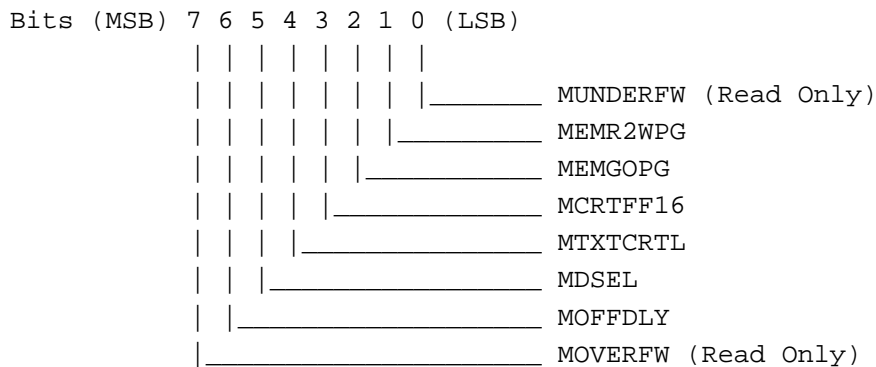 Bits (MSB) 7 6 5 4 3 2 1 0 (LSB)
MUNDERFW (Read Only)
MEMR2WPG
MEMGOPG
MCRTFF16
MTXTCRTL
MDSEL
MOFFDLY
MOVERFW (Read Only)